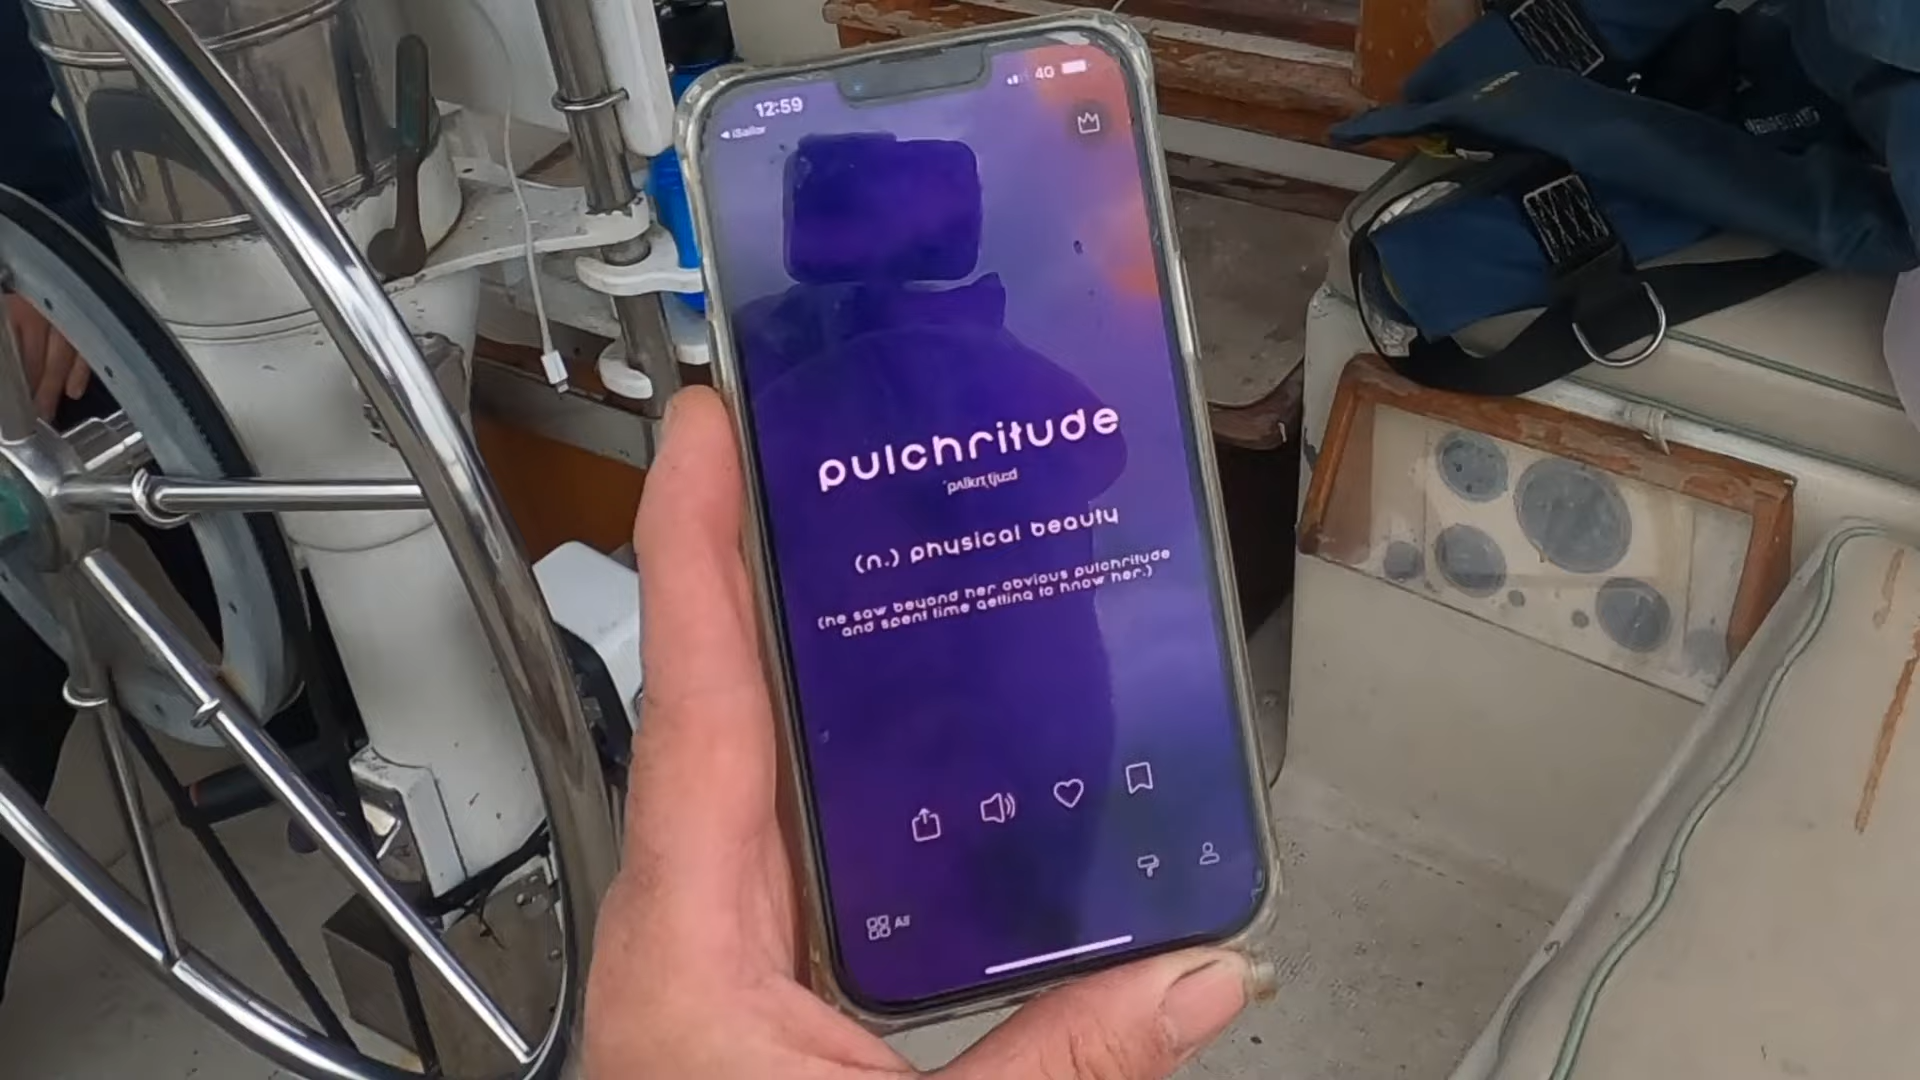 12:59
4G
◀ iSailor
pulchritude
(n.) physical beauty
(he saw beyond her obvious pulchritude
and spent time getting to know her.)
All